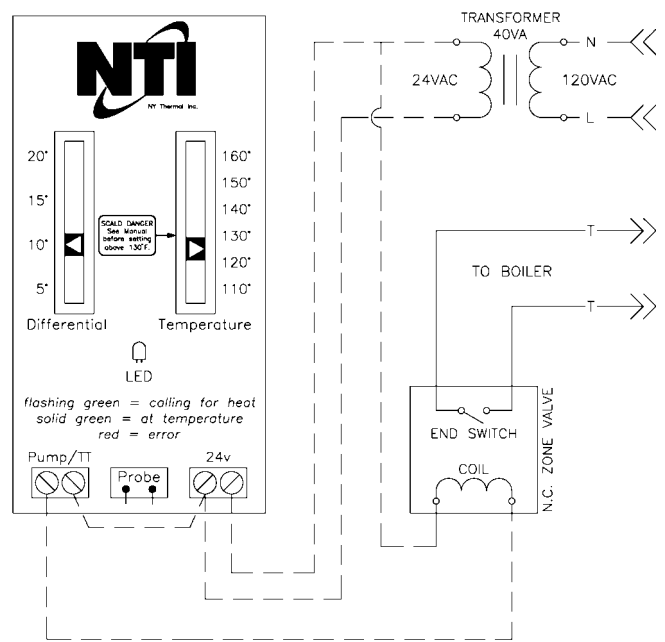 NTI
NY Thermal Inc.
20°
15°
10°
5°
Differential
SCALD DANGER
See Manual
before setting
above 130°F.
160°
150°
140°
130°
120°
110°
Temperature
LED
flashing green = calling for heat
solid green = at temperature
red = error
Pump/TT
Probe
24v
TRANSFORMER
40VA
24VAC
120VAC
N
L
T
TO BOILER
T
END SWITCH
COIL
N.C. ZONE VALVE